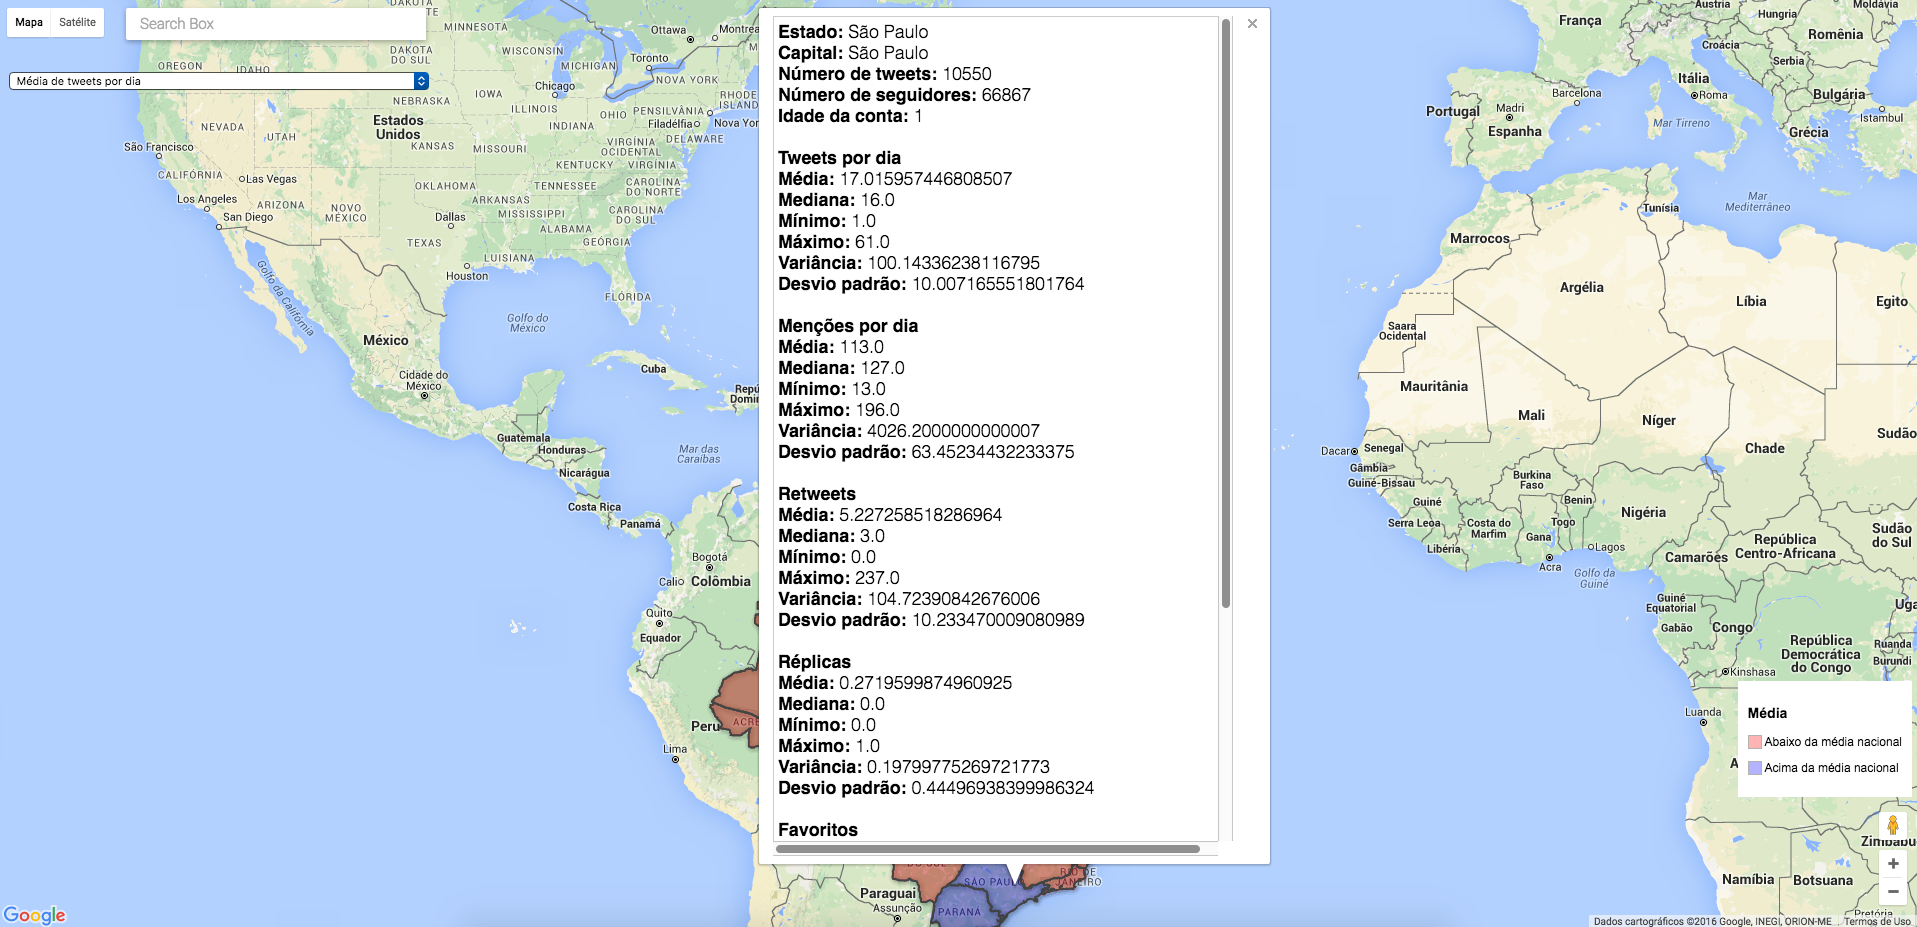 Mapa
Satélite
Search Box
Média de tweets por dia
Estado: São Paulo
Capital: São Paulo
Número de tweets: 10550
Número de seguidores: 66867
Idade da conta: 1
Tweets por dia
Média: 17.015957446808507
Mediana: 16.0
Mínimo: 1.0
Máximo: 61.0
Variância: 100.14336238116795
Desvio padrão: 10.007165551801764
Menções por dia
Média: 113.0
Mediana: 127.0
Mínimo: 13.0
Máximo: 196.0
Variância: 4026.2000000000007
Desvio padrão: 63.45234432233375
Retweets
Média: 5.227258518286964
Mediana: 3.0
Mínimo: 0.0
Máximo: 237.0
Variância: 104.72390842676006
Desvio padrão: 10.233470009080989
Réplicas
Média: 0.2719599874960925
Mediana: 0.0
Mínimo: 0.0
Máximo: 1.0
Variância: 0.19799775269721773
Desvio padrão: 0.44496938399986324
Favoritos
OREGON
IDAHO
DAKOTA
DO SUL
MINNESOTA
WISCONSIN
MICHIGAN
Ottawa
Montrea
Toronto
NOVA YORK
Chicago
NEBRASKA
IOWA
ILLINOIS
INDIANA
OHIO
PENSILVÂNIA
RHODE
ISLAN
Nova Yor
Filadélfia
DELAWARE
NEVADA
UTAH
Estados
Unidos
KANSAS
MISSOURI
VIRGÍNIA
OCIDENTAL
KENTUCKY
VIRGÍNIA
São Francisco
CALIFÓRNIA
Las Vegas
OKLAHOMA
TENNESSEE
CAROLINA
DO NORTE
Los Angeles
ARIZONA
NOVO
MÉXICO
ARKANSAS
MISSISSIPPI
CAROLINA
DO SUL
San Diego
Dallas
ALABAMA
GEÓRGIA
TEXAS
LUISIANA
Houston
FLÓRIDA
Golfo da Califórnia
Golfo do
México
México
Cidade do
México
Cuba
Repú
Domin
Guatemala
Honduras
Nicarágua
Mar das
Caraíbas
Costa Rica
Panamá
Bogotá
Cali
Colômbia
Quito
Equador
ACRE
Peru
Lima
DO SUL
SÃO PAUL
RIO DE
JANEIRO
Paraguai
Assunção
PARANÁ
França
Áustria
Hungria
Moldávia
Croácia
Romênia
Sérvia
Itália
Bulgária
Barcelona
Roma
Portugal
Madri
Espanha
Mar Tirreno
Istambul
Grécia
Mar
Mediterrâneo
Tunísia
Marrocos
Argélia
Líbia
Egito
Saara
Ocidental
Mauritânia
Mali
Níger
Chade
Sudão
Dacar
Senegal
Gâmbia
Guiné-Bissau
Burkina
Faso
Guiné
Benin
Serra Leoa
Costa do
Marfim
Togo
Gana
Nigéria
Libéria
Lagos
Acra
Camarões
República
Centro-Africana
Sudão
do Sul
Golfo da
Guiné
Guiné
Equatorial
Gabão
Congo
Uga
República
Democrática
do Congo
Ruanda
Burundi
Kinshasa
Luanda
Média
Abaixo da média nacional
Acima da média nacional
Zimbábu
Namíbia
Botsuana
Pretória
Google
Dados cartográficos ©2016 Google, INEGI, ORION-ME
Termos de Uso